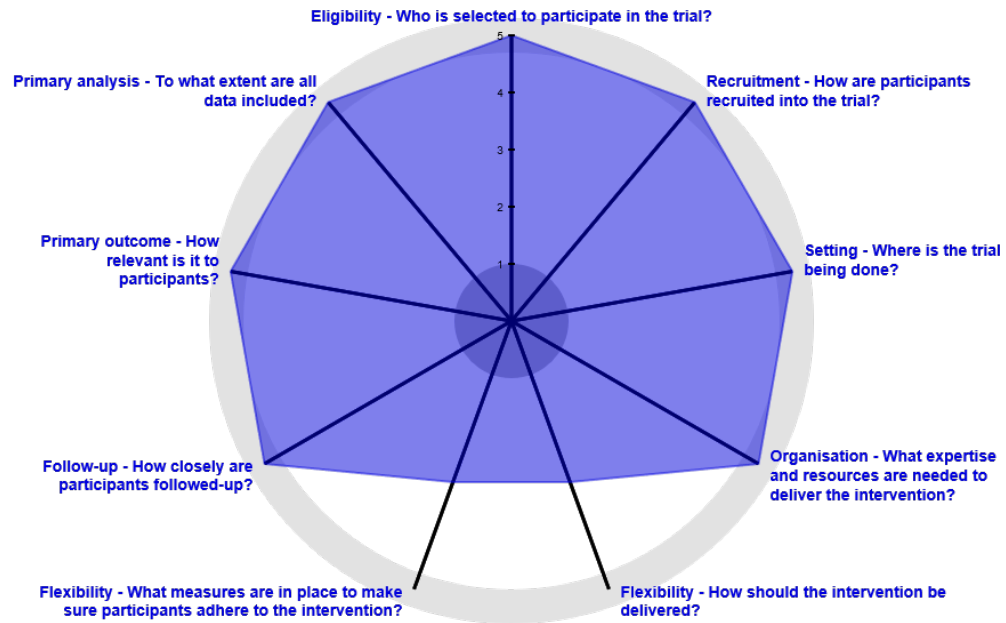 Eligibility - Who is selected to participate in the trial?
5
Primary analysis - To what extent are all
data included?
Recruitment - How are participants
recruited into the trial?
4
3
2
Primary outcome - How
relevant is it to
participants?
Setting - Where is the trial
being done?
1
Follow-up - How closely are
participants followed-up?
Organisation - What expertise
and resources are needed to
deliver the intervention?
Flexibility - What measures are in place to make
sure participants adhere to the intervention?
Flexibility - How should the intervention be
delivered?